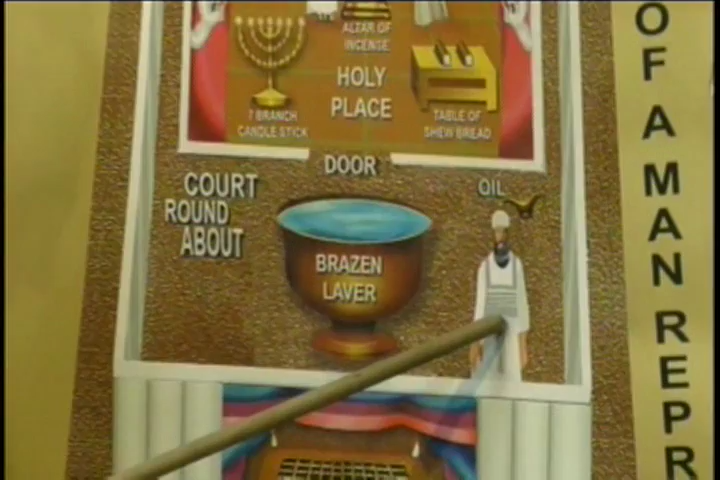 ALTAR OF
INCENSE
HOLY
PLACE
7 BRANCH
CANDLE STICK
TABLE OF
SHEW BREAD
DOOR
COURT
ROUND
ABOUT
OIL
BRAZEN
LAVER
OF A MAN REPR